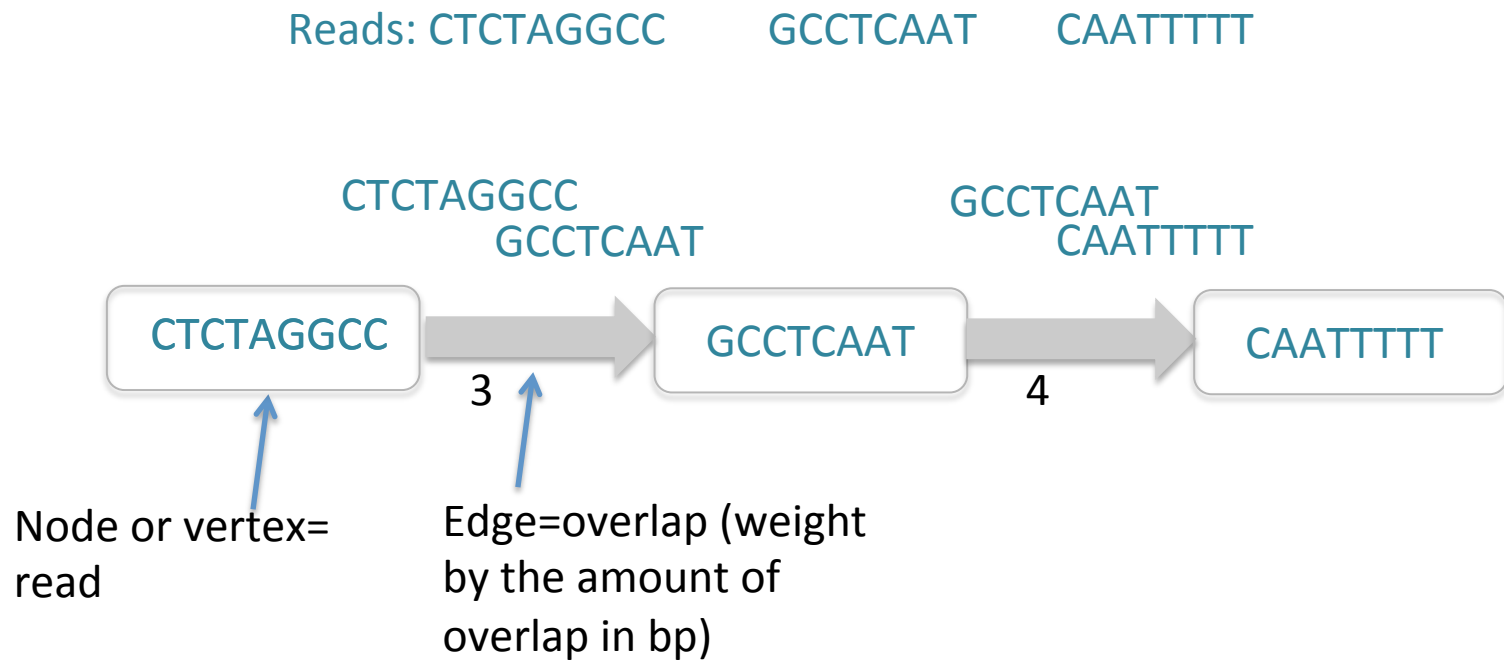 Reads: CTCTAGGCC GCCTCAAT CAATTTTT
CTCTAGGCC
GCCTCAAT
GCCTCAAT
CAATTTTT
CTCTAGGCC
3
GCCTCAAT
4
CAATTTTT
Node or vertex=
read
Edge=overlap (weight
by the amount of
overlap in bp)